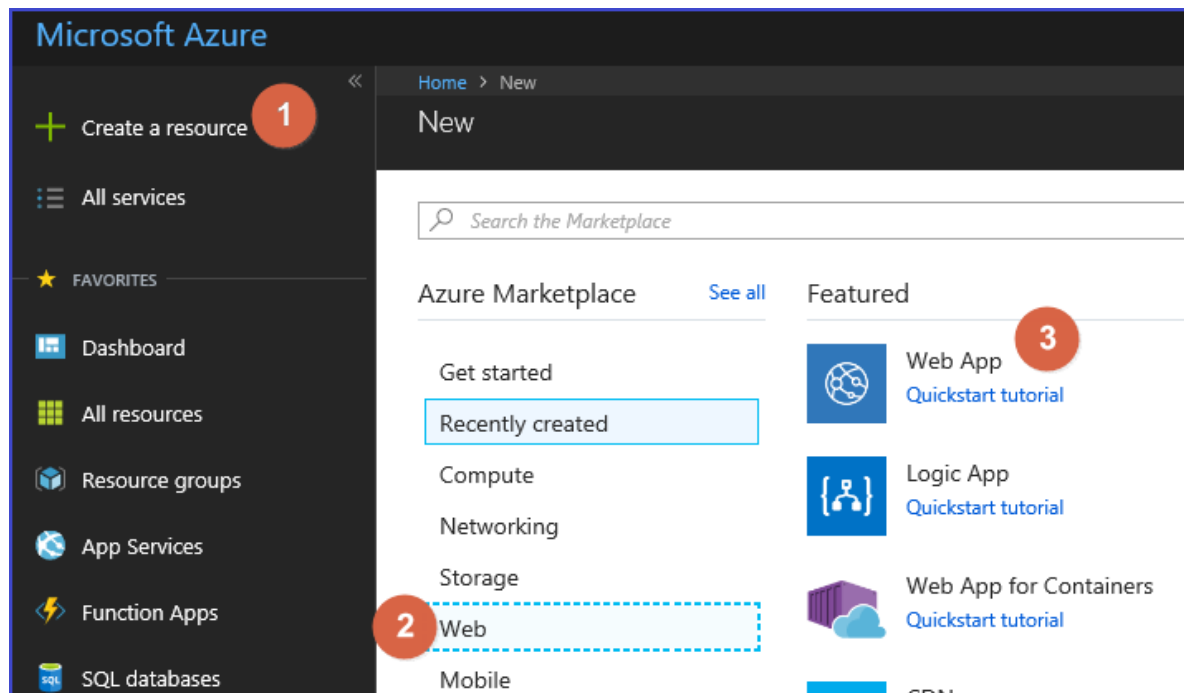 Microsoft Azure
Create a resource
1
All services
FAVORITES
Dashboard
All resources
Resource groups
App Services
Function Apps
SQL
SQL databases
Home > New
New
Search the Marketplace
Azure Marketplace
See all
Get started
Recently created
Compute
Networking
Storage
2
Web
Mobile
Featured
3
Web App
Quickstart tutorial
Logic App
Quickstart tutorial
Web App for Containers
Quickstart tutorial